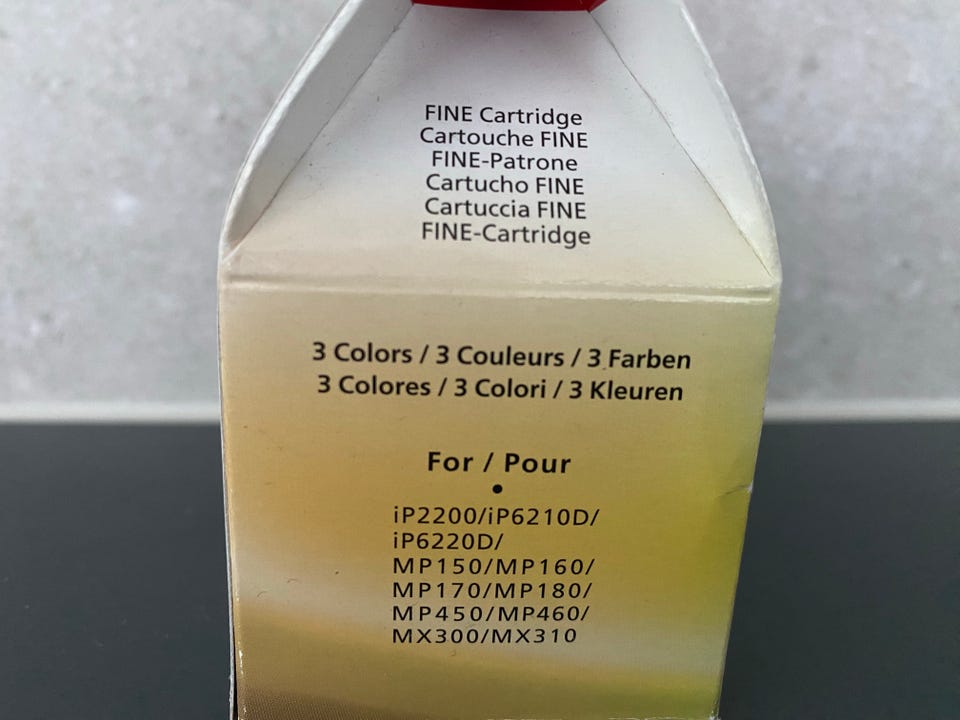 FINE Cartridge
Cartouche FINE
FINE-Patrone
Cartucho FINE
Cartuccia FINE
FINE-Cartridge
3 Colors / 3 Couleurs / 3 Farben
3 Colores / 3 Colori / 3 Kleuren
For / Pour
•
iP2200/iP6210D/
iP6220D/
MP150/MP160/
MP170/MP180/
MP450/MP460/
MX300/MX310